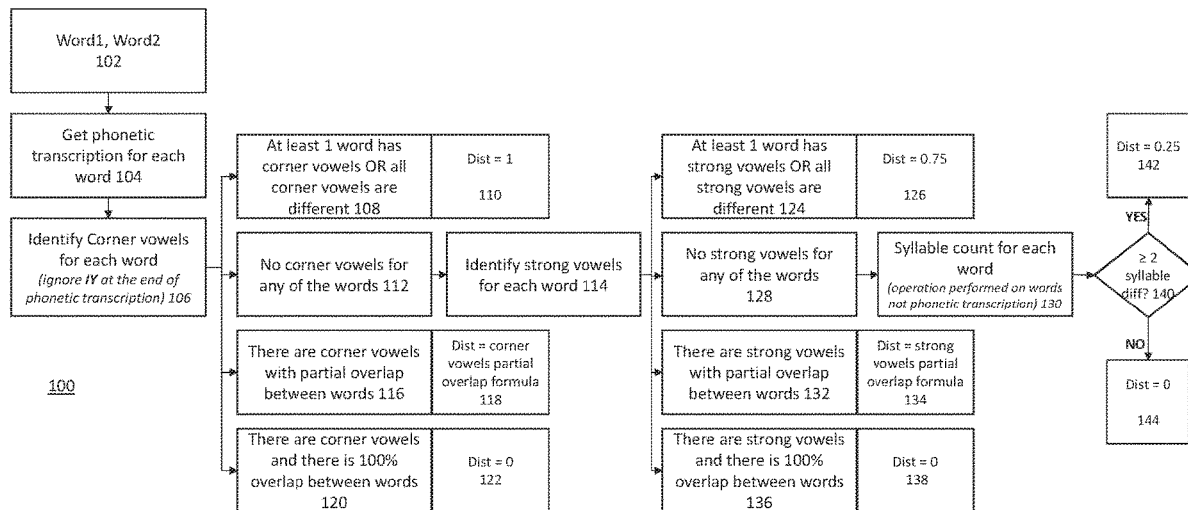 Word1, Word2
102
Get phonetic
transcription for each
word 104
Identify Corner vowels
for each word
(ignore IY at the end of
phonetic transcription) 106
100
At least 1 word has
corner vowels OR all
corner vowels are
different 108
Dist = 1
110
No corner vowels for
any of the words 112
There are corner vowels
with partial overlap
between words 116
Dist = corner
vowels partial
overlap formula
118
There are corner vowels
and there is 100%
overlap between words
120
Dist = 0
122
Identify strong vowels
for each word 114
At least 1 word has
strong vowels OR all
strong vowels are
different 124
Dist = 0.75
126
No strong vowels for
any of the words
128
There are strong vowels
with partial overlap
between words 132
Dist = strong
vowels partial
overlap formula
134
There are strong vowels
and there is 100%
overlap between words
136
Dist = 0
138
Syllable count for each
word
(operation performed on words
not phonetic transcription) 130
≥ 2
syllable
diff? 140
YES
Dist = 0.25
142
NO
Dist = 0
144